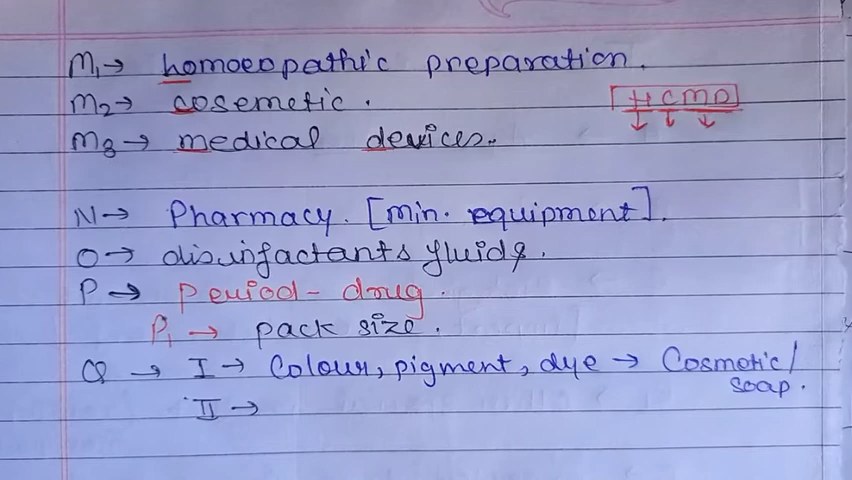 M1→ homoeopathic preparation.
M2→ cosemetic.
HCMD
M3→ medical devices.
N→ Pharmacy. [min. equipment].
O→ disinfactants fluids.
P→ Period-drug.
P1→ pack size.
Q→ I→ Colour, pigment, dye→ Cosmetic/
soap.
II→